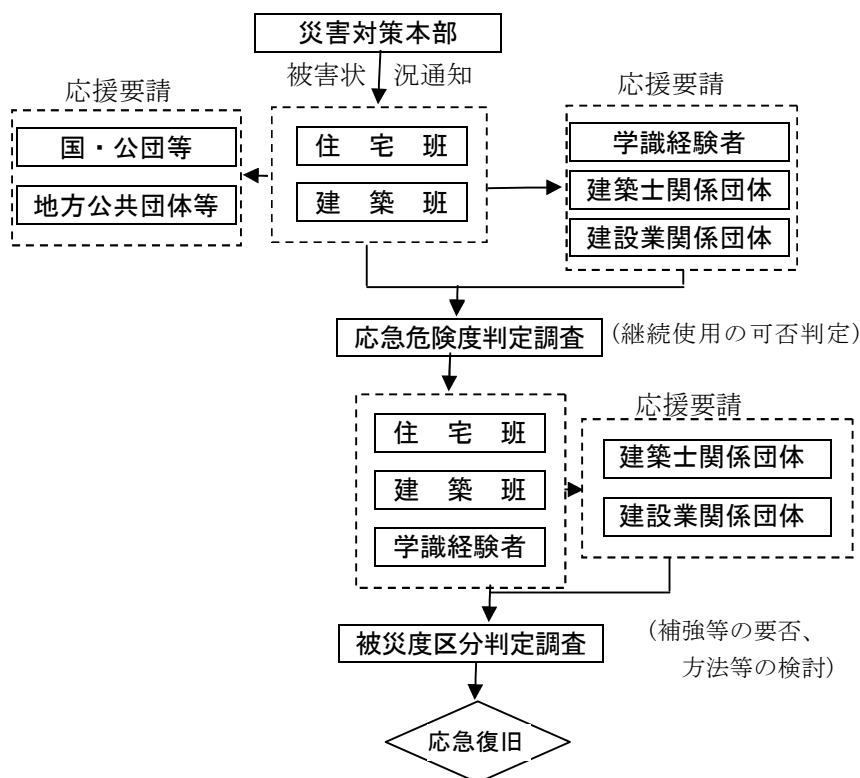 災害対策本部
被害状況通知
応援要請
国・公団等
地方公共団体等
住宅班
建築班
応援要請
学識経験者
建築士関係団体
建設業関係団体
応急危険度判定調査
(継続使用の可否判定)
住宅班
建築班
学識経験者
応援要請
建築士関係団体
建設業関係団体
被災度区分判定調査
(補強等の要否、
方法等の検討)
応急復旧